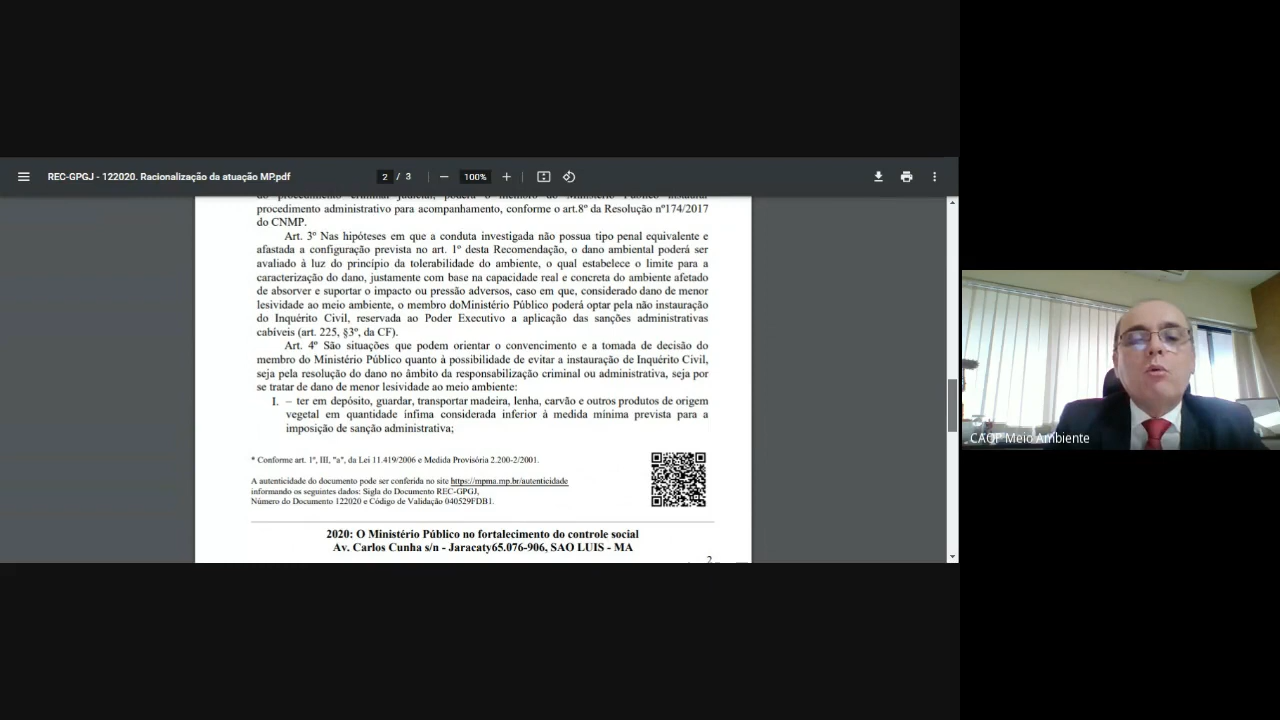 REC-GPGJ - 122020. Racionalização da atuação MP.pdf
2 / 3
100%
do procedimento criminal judicial, poderá o membro do Ministério Público instaurar
procedimento administrativo para acompanhamento, conforme o art.8º da Resolução nº174/2017
do CNMP.
Art. 3º Nas hipóteses em que a conduta investigada não possua tipo penal equivalente e
afastada a configuração prevista no art. 1º desta Recomendação, o dano ambiental poderá ser
avaliado à luz do princípio da tolerabilidade do ambiente, o qual estabelece o limite para a
caracterização do dano, justamente com base na capacidade real e concreta do ambiente afetado
de absorver e suportar o impacto ou pressão adversos, caso em que, considerado dano de menor
lesividade ao meio ambiente, o membro doMinistério Público poderá optar pela não instauração
do Inquérito Civil, reservada ao Poder Executivo a aplicação das sanções administrativas
cabíveis (art. 225, §3º, da CF).
Art. 4º São situações que podem orientar o convencimento e a tomada de decisão do
membro do Ministério Público quanto à possibilidade de evitar a instauração de Inquérito Civil,
seja pela resolução do dano no âmbito da responsabilização criminal ou administrativa, seja por
se tratar de dano de menor lesividade ao meio ambiente:
I. – ter em depósito, guardar, transportar madeira, lenha, carvão e outros produtos de origem
vegetal em quantidade ínfima considerada inferior à medida mínima prevista para a
imposição de sanção administrativa;
* Conforme art. 1º, III, "a", da Lei 11.419/2006 e Medida Provisória 2.200-2/2001.
A autenticidade do documento pode ser conferida no site https://mpma.mp.br/autenticidade
informando os seguintes dados: Sigla do Documento REC-GPGJ,
Número do Documento 122020 e Código de Validação 040529FDB1.
2020: O Ministério Público no fortalecimento do controle social
Av. Carlos Cunha s/n - Jaracaty65.076-906, SAO LUIS - MA
2
CAOP Meio Ambiente